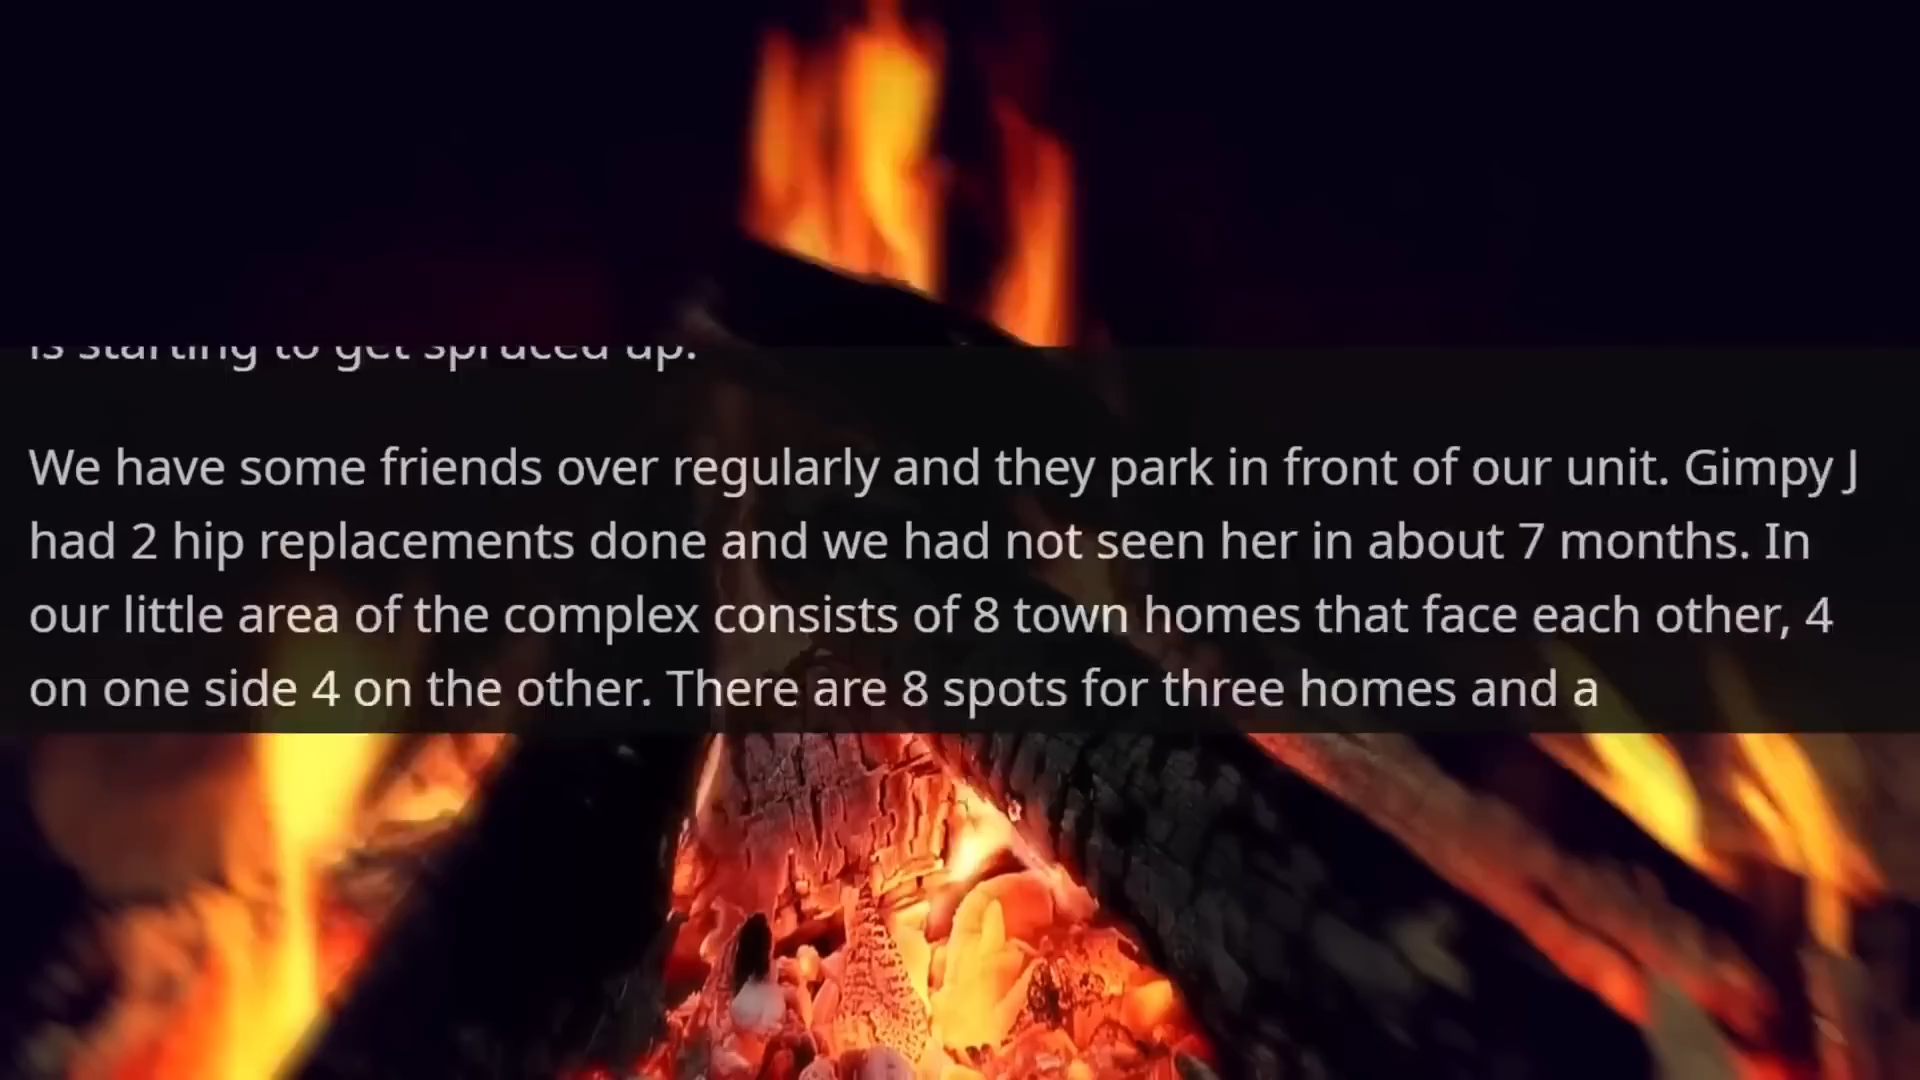 is starting to get spruced up.
We have some friends over regularly and they park in front of our unit. Gimpy J
had 2 hip replacements done and we had not seen her in about 7 months. In
our little area of the complex consists of 8 town homes that face each other, 4
on one side 4 on the other. There are 8 spots for three homes and a